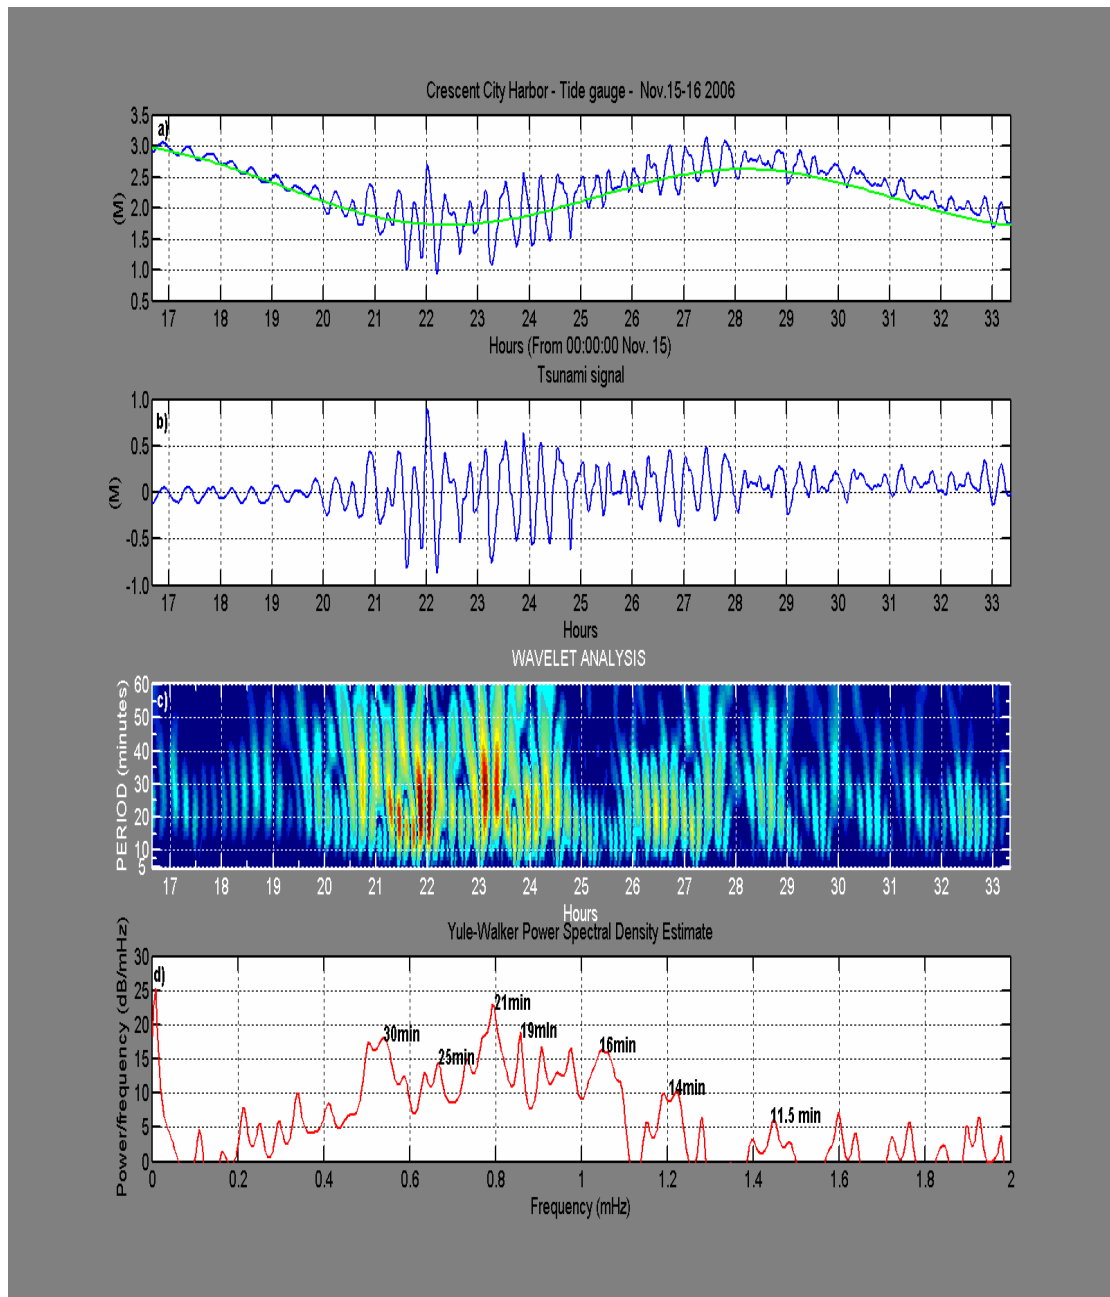 Crescent City Harbor - Tide gauge - Nov.15-16 2006
a)
(M)
3.5
3.0
2.5
2.0
1.5
1.0
0.5
17 18 19 20 21 22 23 24 25 26 27 28 29 30 31 32 33
Hours (From 00:00:00 Nov. 15)
Tsunami signal
b)
(M)
1.0
0.5
0
-0.5
-1.0
17 18 19 20 21 22 23 24 25 26 27 28 29 30 31 32 33
Hours
WAVELET ANALYSIS
c)
PERIOD (minutes)
60
50
40
30
20
10
5
17 18 19 20 21 22 23 24 25 26 27 28 29 30 31 32 33
Hours
Yule-Walker Power Spectral Density Estimate
d)
Power/frequency (dB/mHz)
30
25
20
15
10
5
0
21min
30min
19min
25min
16min
14min
11.5 min
0 0.2 0.4 0.6 0.8 1 1.2 1.4 1.6 1.8 2
Frequency (mHz)